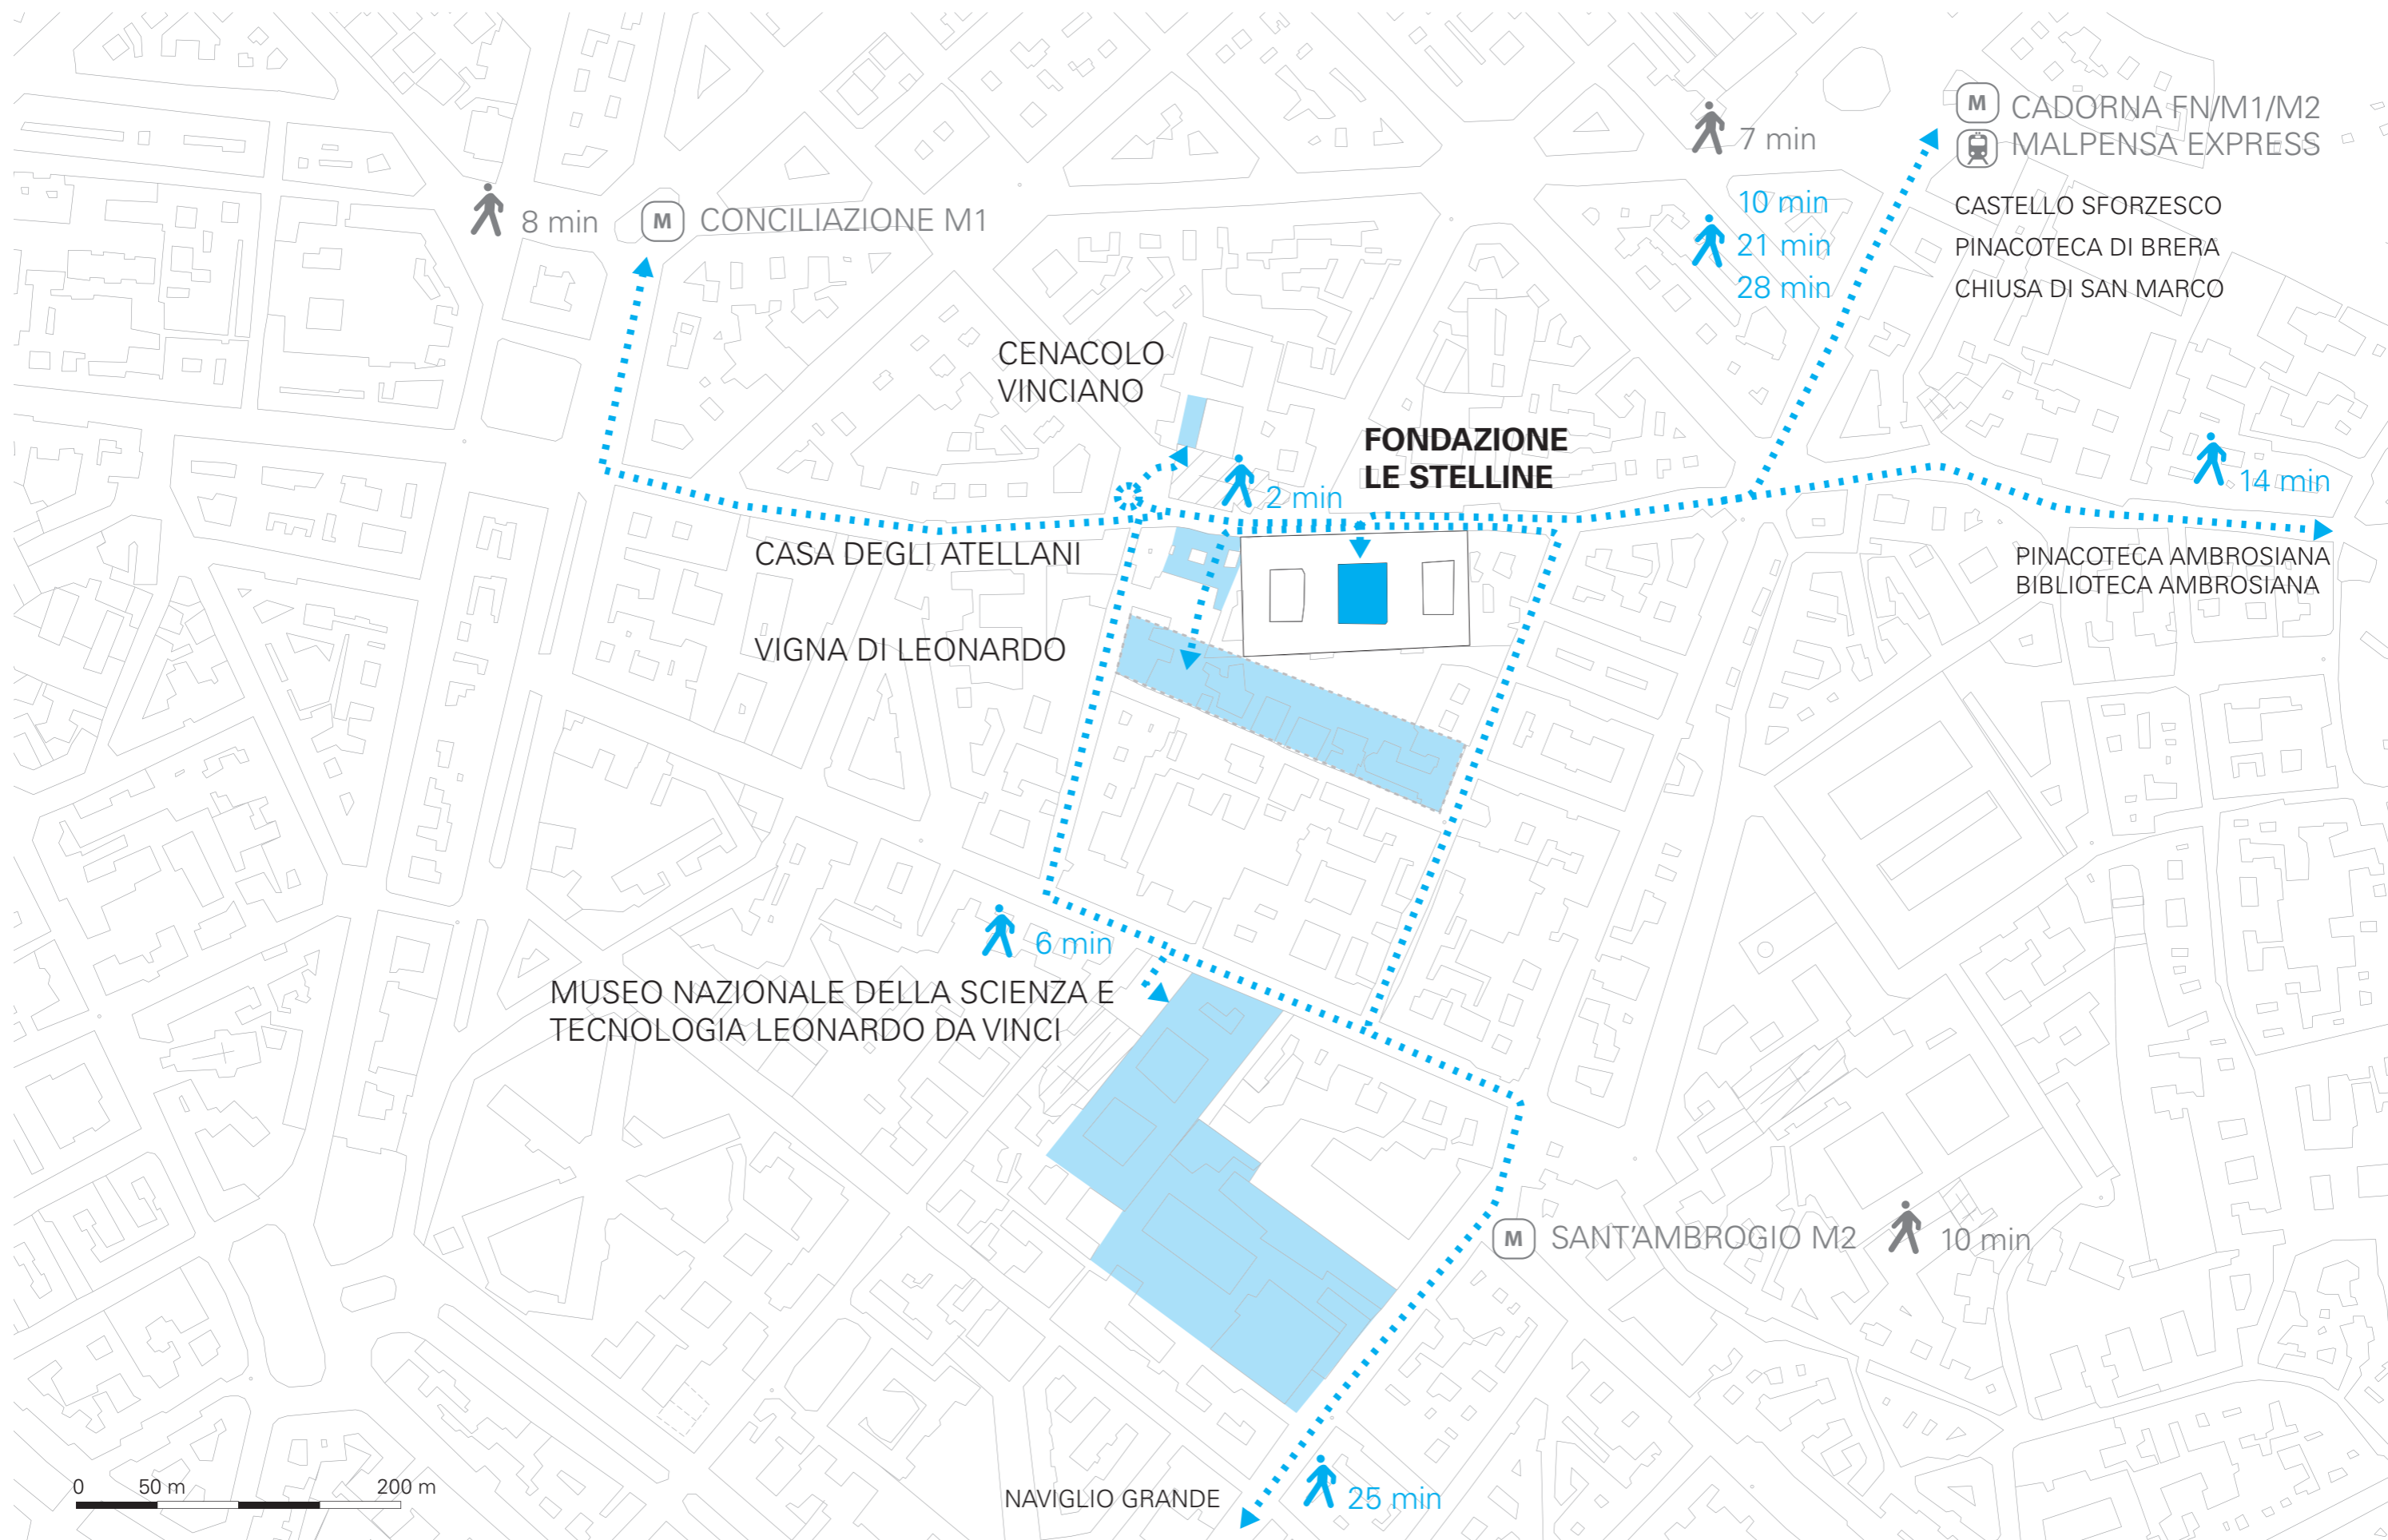 M CADORNA FN/M1/M2
MALPENSA EXPRESS
7 min
10 min
21 min
28 min
CASTELLO SFORZESCO
PINACOTECA DI BRERA
CHIUSA DI SAN MARCO
8 min
M CONCILIAZIONE M1
CENACOLO
VINCIANO
FONDAZIONE
LE STELLINE
2 min
14 min
CASA DEGLI ATELLANI
PINACOTECA AMBROSIANA
BIBLIOTECA AMBROSIANA
VIGNA DI LEONARDO
6 min
MUSEO NAZIONALE DELLA SCIENZA E
TECNOLOGIA LEONARDO DA VINCI
M SANT'AMBROGIO M2
10 min
0 50 m 200 m
NAVIGLIO GRANDE
25 min